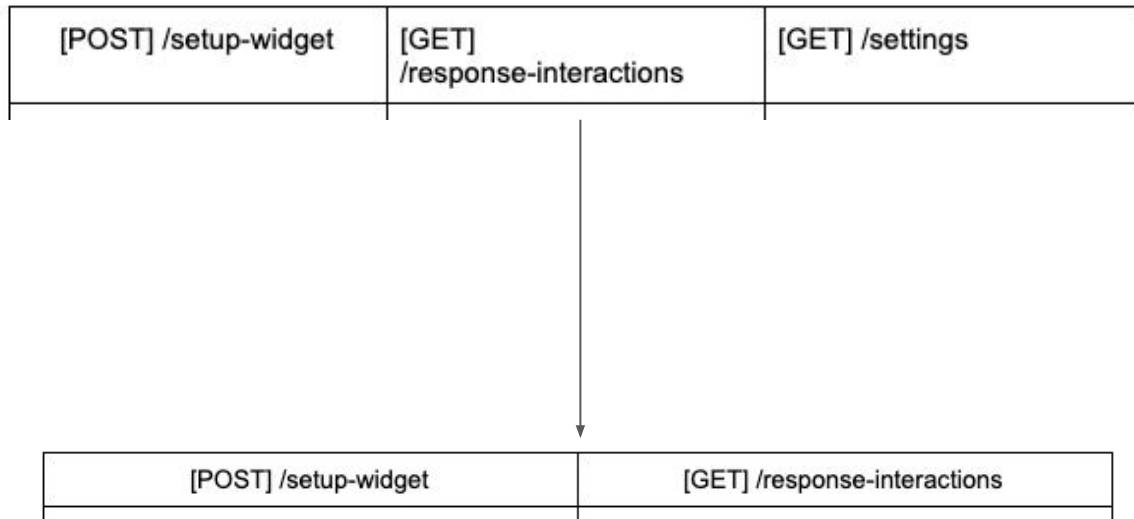 [POST] /setup-widget
[GET]
/response-interactions
[GET] /settings
[POST] /setup-widget
[GET] /response-interactions